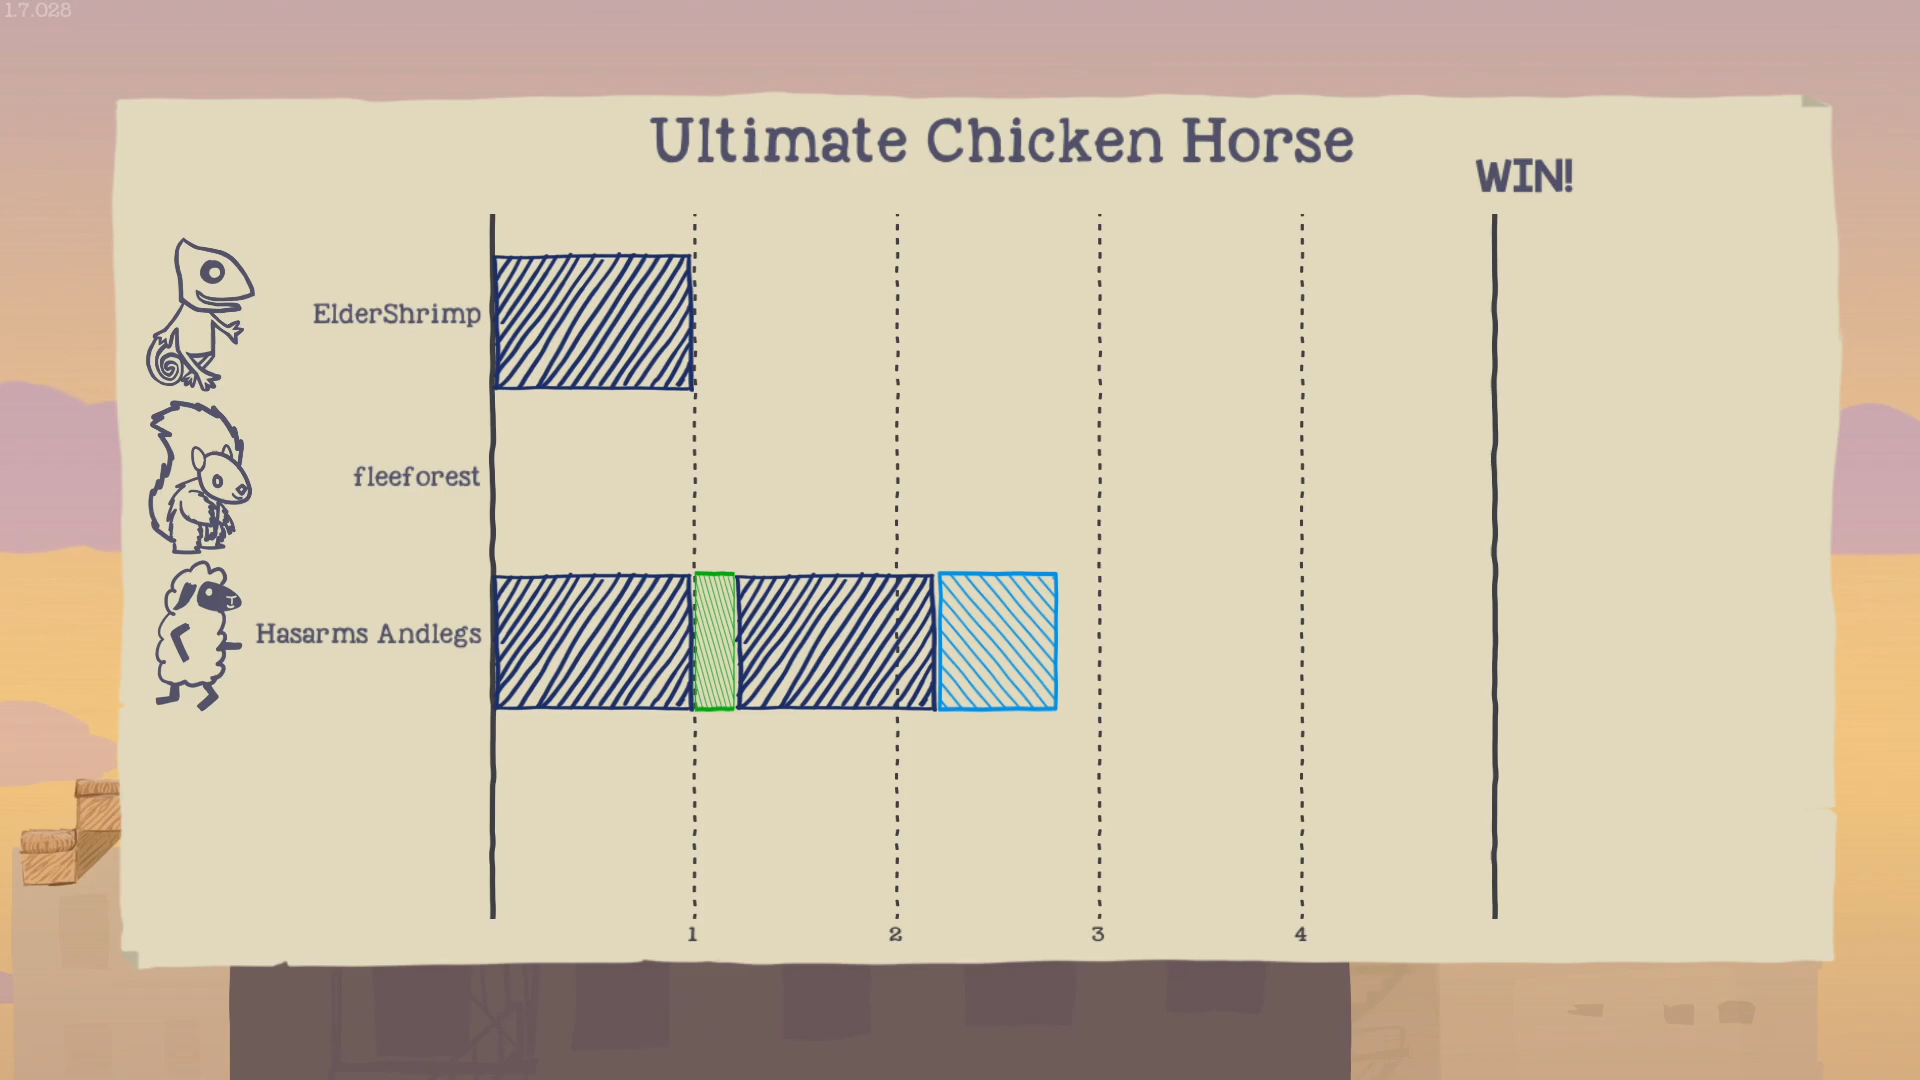 1.7.028
Ultimate Chicken Horse
WIN!
ElderShrimp
fleeforest
Hasarms Andlegs
1 2 3 4